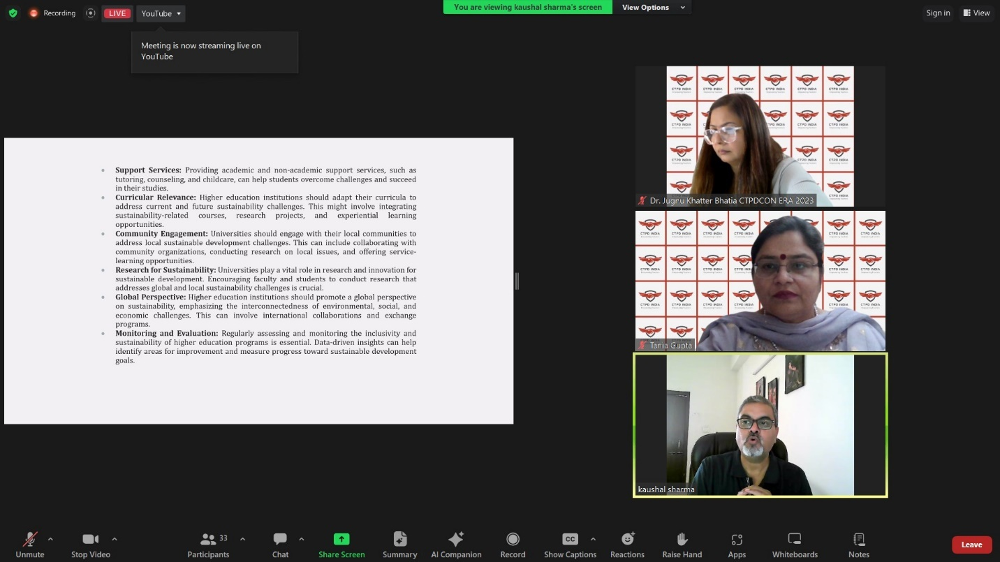 Recording
LIVE
YouTube
You are viewing kaushal sharma's screen
View Options
Sign in
View
Meeting is now streaming live on
YouTube
Support Services: Providing academic and non-academic support services, such as
tutoring, counseling, and childcare, can help students overcome challenges and succeed
in their studies.
Curricular Relevance: Higher education institutions should adapt their curricula to
address current and future sustainability challenges. This might involve integrating
sustainability-related courses, research projects, and experiential learning
opportunities.
Community Engagement: Universities should engage with their local communities to
address local sustainable development challenges. This can include collaborating with
community organizations, conducting research on local issues, and offering service-
learning opportunities.
Research for Sustainability: Universities play a vital role in research and innovation for
sustainable development. Encouraging faculty and students to conduct research that
addresses global and local sustainability challenges is crucial.
Global Perspective: Higher education institutions should promote a global perspective
on sustainability, emphasizing the interconnectedness of environmental, social, and
economic challenges. This can involve international collaborations and exchange
programs.
Monitoring and Evaluation: Regularly assessing and monitoring the inclusivity and
sustainability of higher education programs is essential. Data-driven insights can help
identify areas for improvement and measure progress toward sustainable development
goals.
CTPD INDIA
Dr. Jugnu Khatter Bhatia CTPDCON ERA 2023
CTPD INDIA
Tania Gupta
kaushal sharma
Unmute
Stop Video
33
Participants
Chat
Share Screen
Summary
AI Companion
Record
CC
Show Captions
Reactions
Raise Hand
Apps
Whiteboards
Notes
Leave